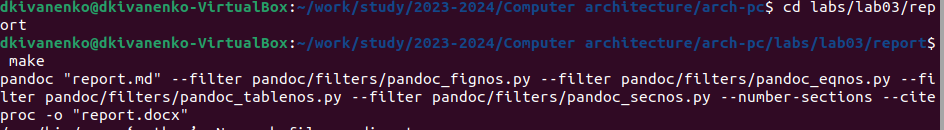 dkivanenko@dkivanenko-VirtualBox:~/work/study/2023-2024/Computer architecture/arch-pc$ cd labs/lab03/rep
ort
dkivanenko@dkivanenko-VirtualBox:~/work/study/2023-2024/Computer architecture/arch-pc/labs/lab03/report$
make
pandoc "report.md" --filter pandoc/filters/pandoc_fignos.py --filter pandoc/filters/pandoc_eqnos.py --fi
lter pandoc/filters/pandoc_tablenos.py --filter pandoc/filters/pandoc_secnos.py --number-sections --cite
proc -o "report.docx"